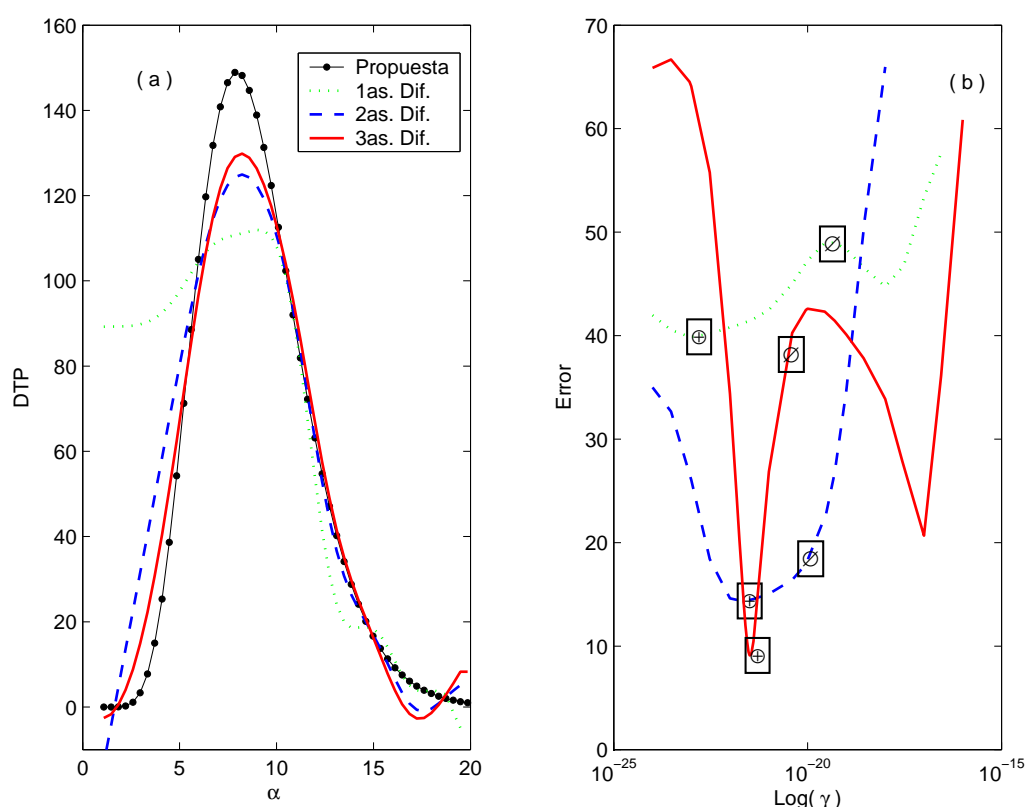 160
140
120
100
80
60
40
20
0
DTP
0
5
10
15
20
α
( a )
Propuesta
1as. Dif.
2as. Dif.
3as. Dif.
70
60
50
40
30
20
10
0
Error
10⁻²⁵
10⁻²⁰
10⁻¹⁵
Log( γ )
( b )